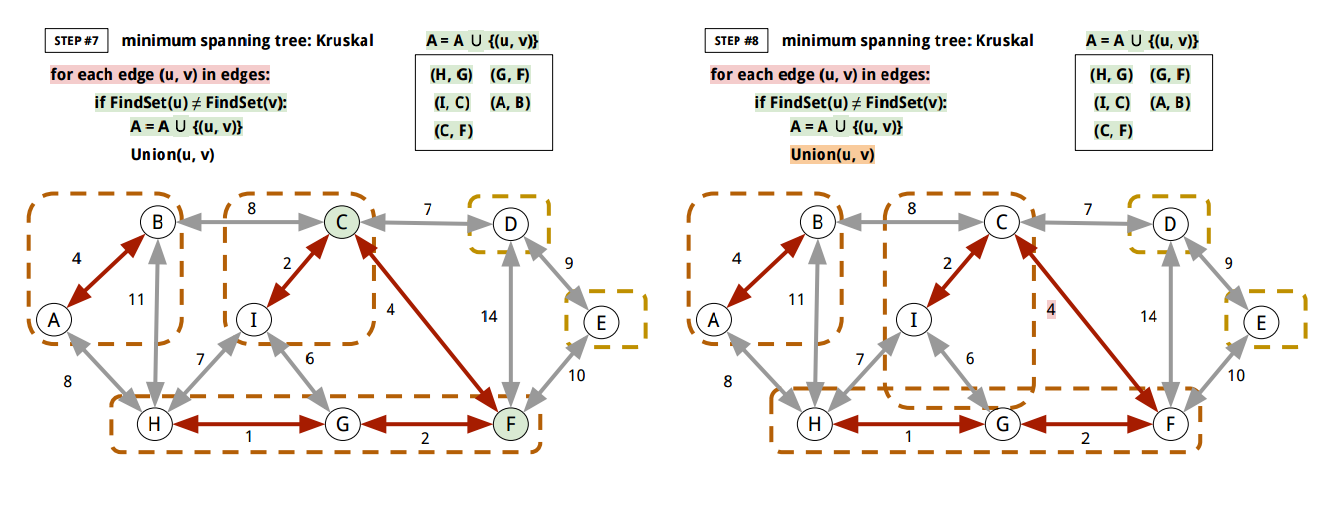 STEP #7 minimum spanning tree: Kruskal
A = A ∪ {(u, v)}
for each edge (u, v) in edges:
if FindSet(u) ≠ FindSet(v):
A = A ∪ {(u, v)}
Union(u, v)
(H, G) (G, F)
(I, C) (A, B)
(C, F)
B 8 C 7 D
4 2 9
11 4 14
A I E
8 7 6 10
H 1 G 2 F
STEP #8 minimum spanning tree: Kruskal
A = A ∪ {(u, v)}
for each edge (u, v) in edges:
if FindSet(u) ≠ FindSet(v):
A = A ∪ {(u, v)}
Union(u, v)
(H, G) (G, F)
(I, C) (A, B)
(C, F)
B 8 C 7 D
4 2 9
11 4 14
A I E
8 7 6 10
H 1 G 2 F